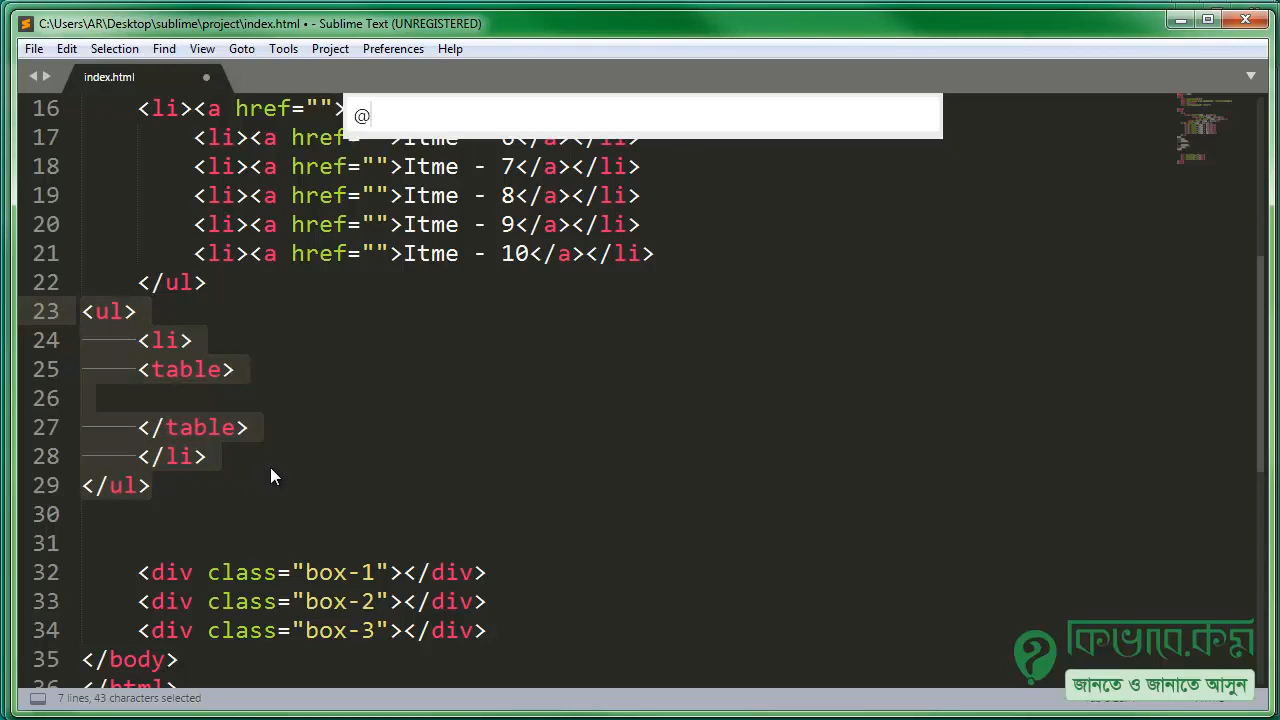 C:\Users\AR\Desktop\sublime\project\index.html • - Sublime Text (UNREGISTERED)
File Edit Selection Find View Goto Tools Project Preferences Help
index.html
@
16 <li><a href="">
17 <li><a href="">Itme - 6</a></li>
18 <li><a href="">Itme - 7</a></li>
19 <li><a href="">Itme - 8</a></li>
20 <li><a href="">Itme - 9</a></li>
21 <li><a href="">Itme - 10</a></li>
22 </ul>
23 <ul>
24 <li>
25 <table>
26
27 </table>
28 </li>
29 </ul>
30
31
32 <div class="box-1"></div>
33 <div class="box-2"></div>
34 <div class="box-3"></div>
35 </body>
36 </html>
কিভাবে.কম
জানতে ও জানাতে আসুন
7 lines, 43 characters selected